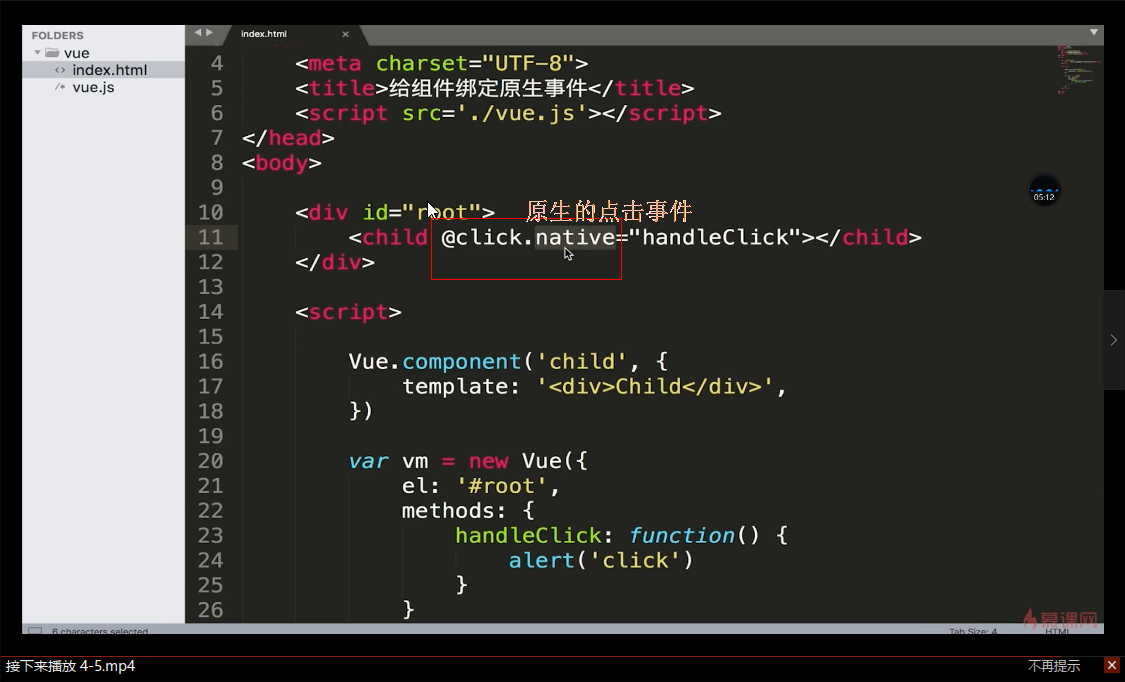 FOLDERS
vue
<> index.html
/* vue.js
index.html
4 <meta charset="UTF-8">
5 <title>给组件绑定原生事件</title>
6 <script src='./vue.js'></script>
7 </head>
8 <body>
9
10 <div id="root"> 原生的点击事件
11 <child @click.native="handleClick"></child>
12 </div>
13
14 <script>
15
16 Vue.component('child', {
17 template: '<div>Child</div>',
18 })
19
20 var vm = new Vue({
21 el: '#root',
22 methods: {
23 handleClick: function() {
24 alert('click')
25 }
26 }
05:12
慕课网
6 characters selected
Tab Size: 4
HTML
接下来播放 4-5.mp4
不再提示